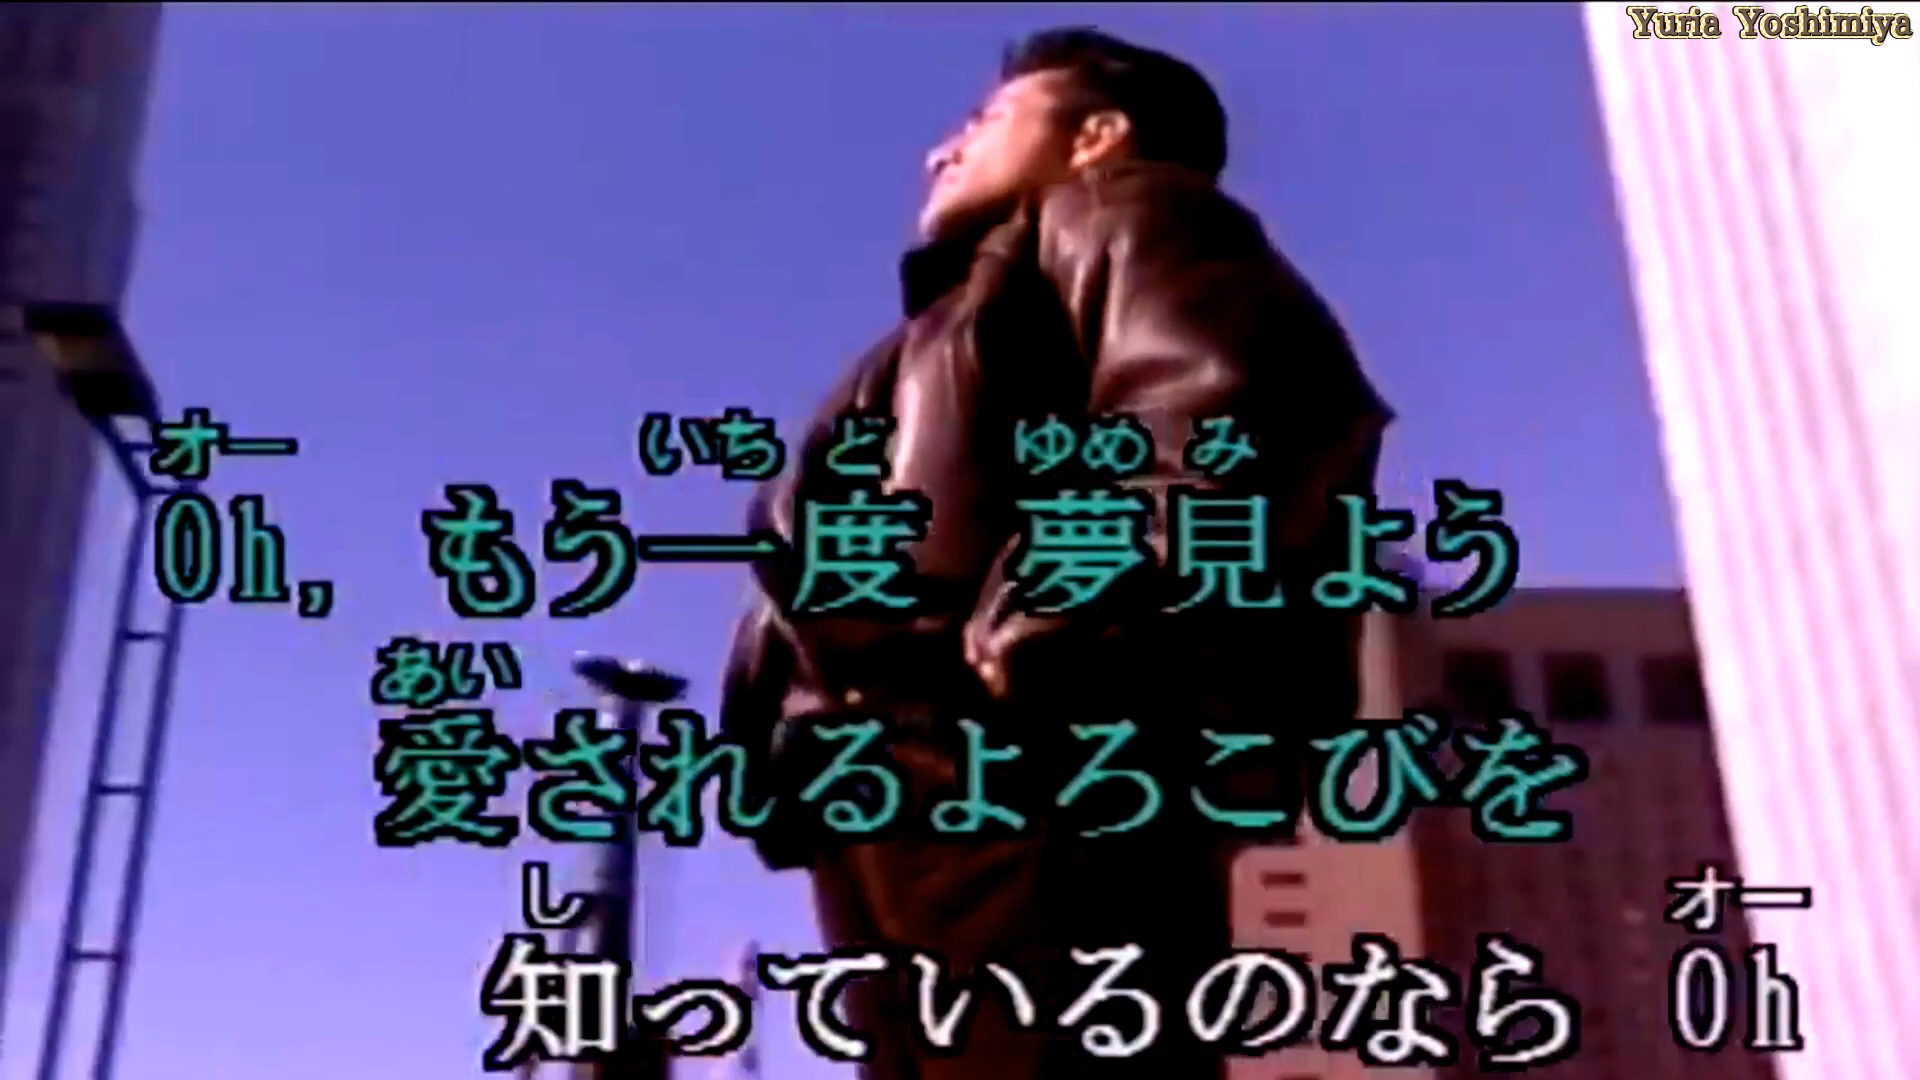 Yuria Yoshimiya
オー いち ど ゆめ み
Oh, もう一度 夢見よう
あい
愛されるよろこびを
し オー
知っているのなら Oh